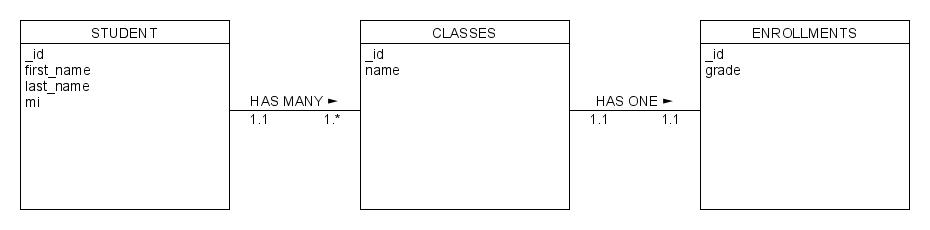 STUDENT
_id
first_name
last_name
mi
HAS MANY ►
1.1 1.*
CLASSES
_id
name
HAS ONE ►
1.1 1.1
ENROLLMENTS
_id
grade